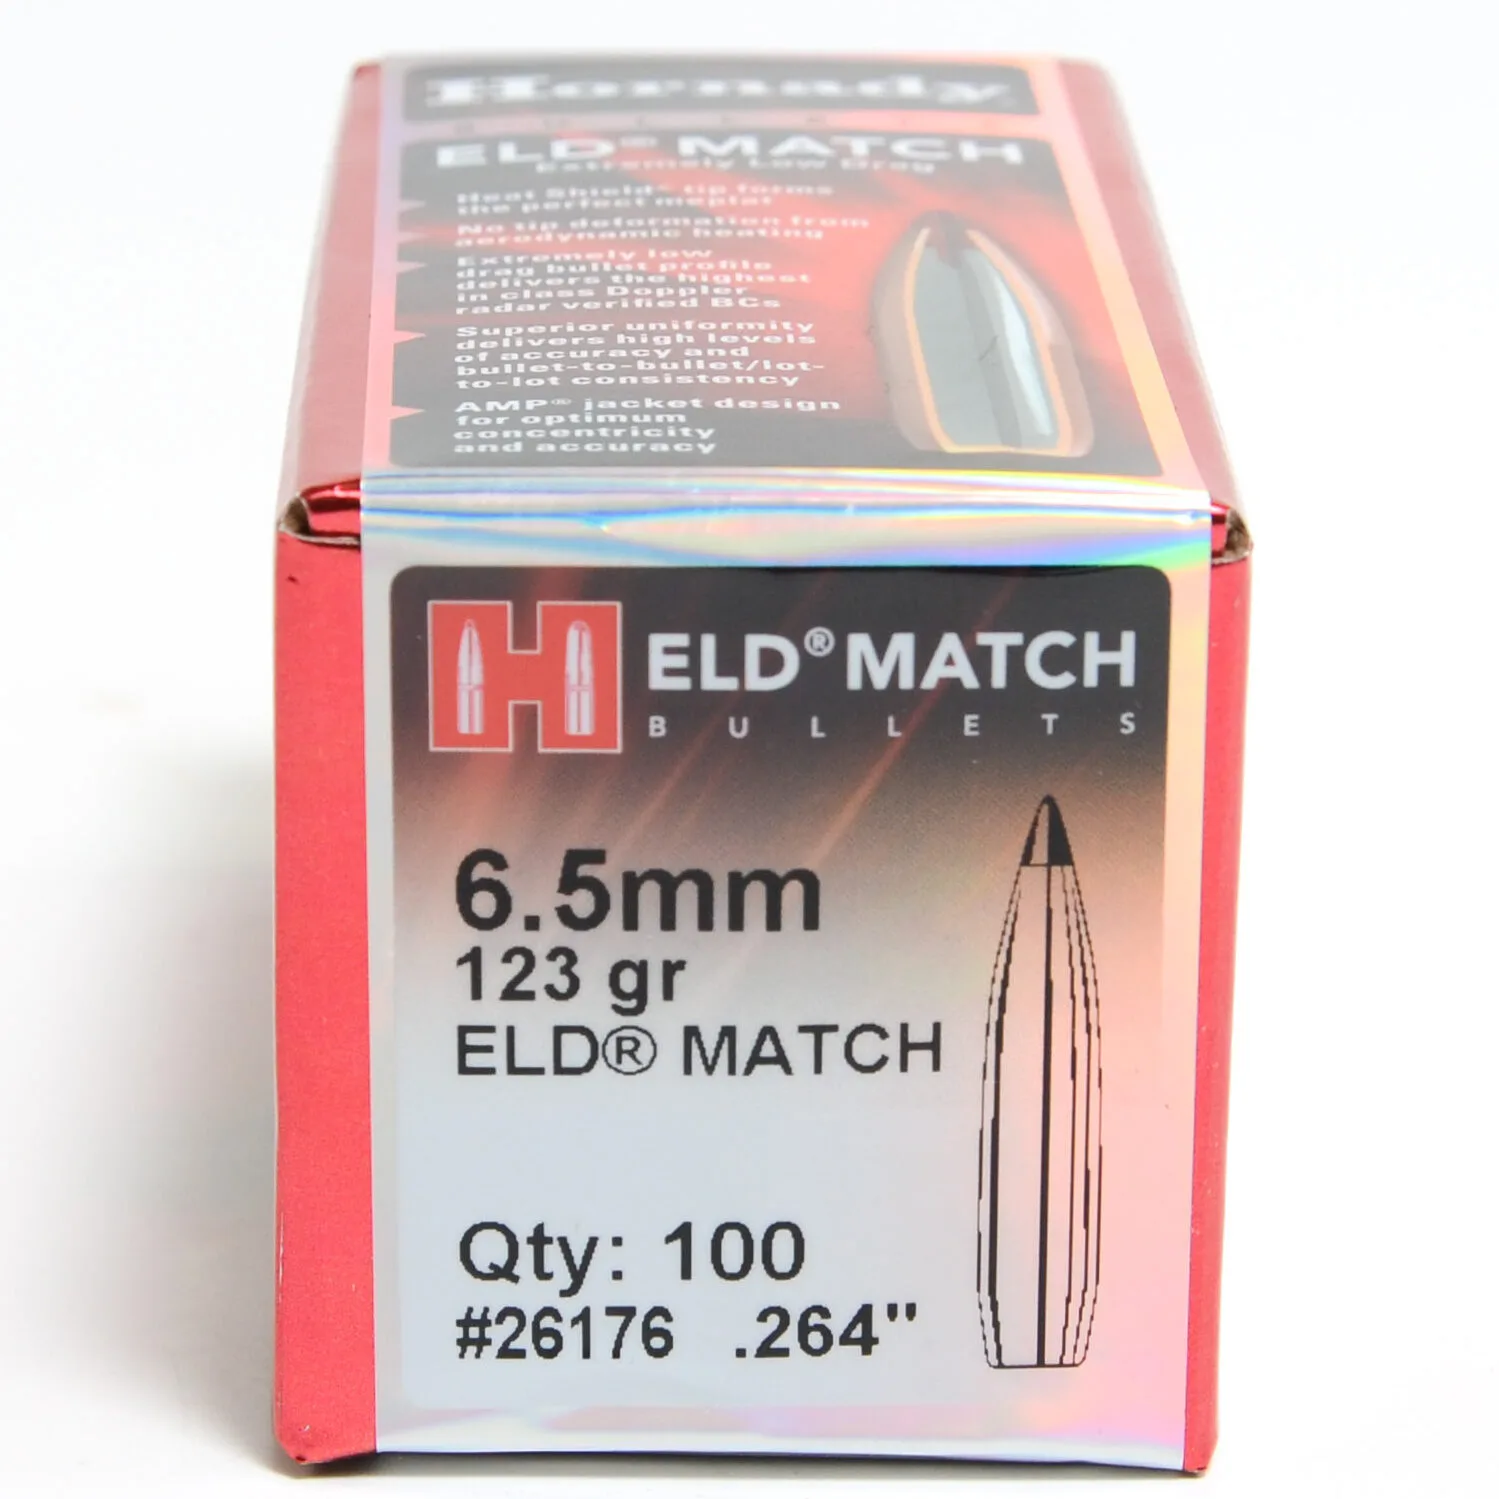 Hornady
BULLETS
ELD® MATCH
Extremely Low Drag
Heat Shield™ tip forms
the perfect meplat
No tip deformation from
aerodynamic heating
Extremely low
drag bullet profile
delivers the highest
in class Doppler
radar verified BCs
Superior uniformity
delivers high levels
of accuracy and
bullet-to-bullet/lot-
to-lot consistency
AMP® jacket design
for optimum
concentricity
and accuracy
H ELD® MATCH
BULLETS
6.5mm
123 gr
ELD® MATCH
Qty: 100
#26176 .264"